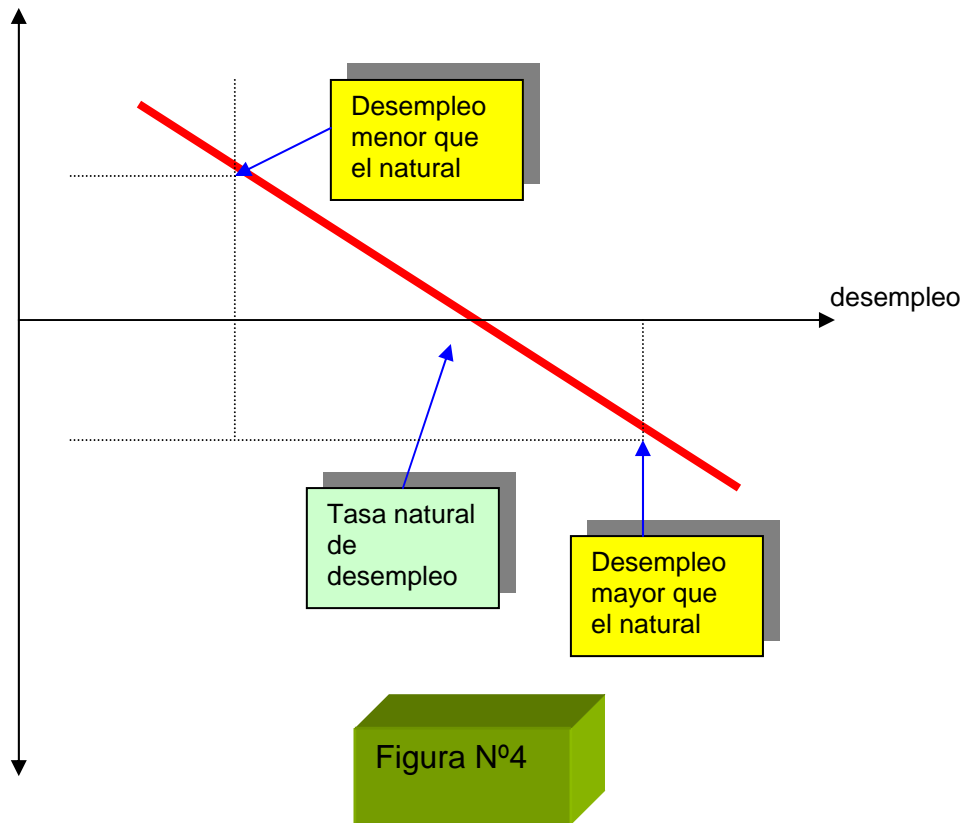 Desempleo
menor que
el natural
desempleo
Tasa natural
de
desempleo
Desempleo
mayor que
el natural
Figura Nº4